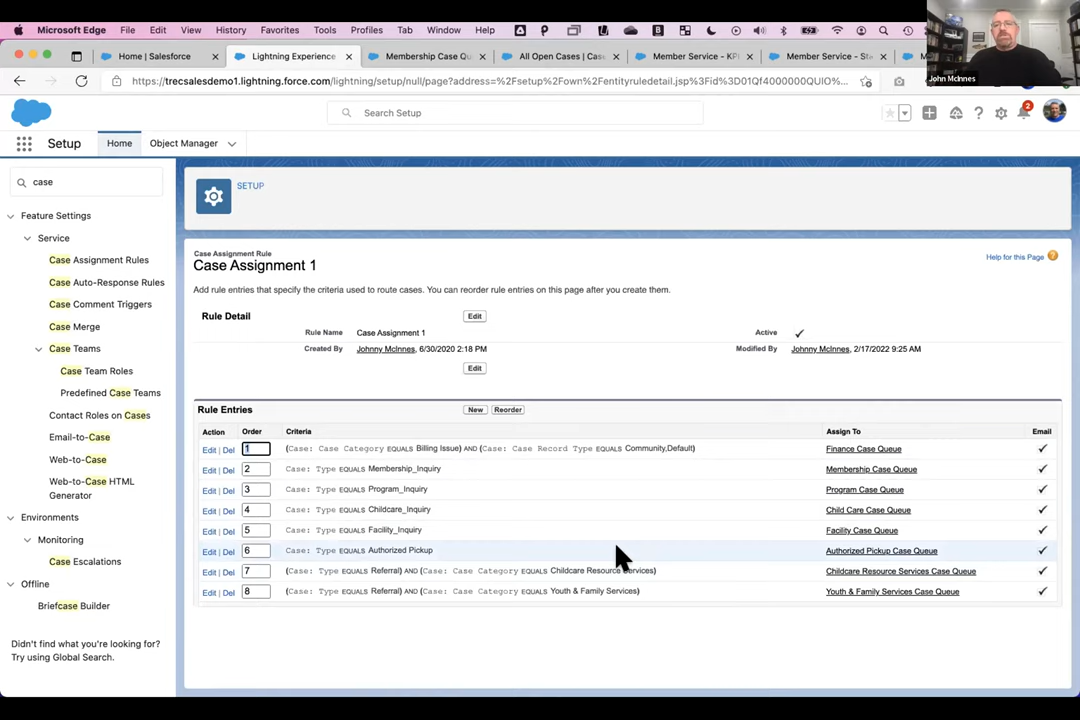 Microsoft Edge File Edit View History Favorites Tools Profiles Tab Window Help
John McInnes
Home | Salesforce
Lightning Experience
Membership Case Qu
All Open Cases | Case
Member Service - KPI
Member Service - Sta
https://trecsalesdemo1.lightning.force.com/lightning/setup/null/page?address=%2Fsetup%2Fown%2Fentityruledetail.jsp%3Fid%3D01Qf4000000QUIO%...
Search Cases
2
Setup Home Object Manager
case
SETUP
Feature Settings
Service
Case Assignment Rules
Case Auto-Response Rules
Case Comment Triggers
Case Merge
Case Teams
Case Team Roles
Predefined Case Teams
Contact Roles on Cases
Email-to-Case
Web-to-Case
Web-to-Case HTML
Generator
Environments
Monitoring
Case Escalations
Offline
Briefcase Builder
Didn't find what you're looking for?
Try using Global Search.
Case Assignment Rule
Case Assignment 1
Help for this Page
Add rule entries that specify the criteria used to route cases. You can reorder rule entries on this page after you create them.
Rule Detail Edit
Rule Name Case Assignment 1 Active
Created By Johnny McInnes, 6/30/2020 2:18 PM Modified By Johnny McInnes, 2/17/2022 9:25 AM
Edit
Rule Entries New Reorder
Action Order Criteria Assign To Email
Edit | Del 1 (Case: Case Category EQUALS Billing Issue) AND (Case: Case Record Type EQUALS Community,Default) Finance Case Queue
Edit | Del 2 Case: Type EQUALS Membership_Inquiry Membership Case Queue
Edit | Del 3 Case: Type EQUALS Program_Inquiry Program Case Queue
Edit | Del 4 Case: Type EQUALS Childcare_Inquiry Child Care Case Queue
Edit | Del 5 Case: Type EQUALS Facility_Inquiry Facility Case Queue
Edit | Del 6 Case: Type EQUALS Authorized Pickup Authorized Pickup Case Queue
Edit | Del 7 (Case: Type EQUALS Referral) AND (Case: Case Category EQUALS Childcare Resource Services) Childcare Resource Services Case Queue
Edit | Del 8 (Case: Type EQUALS Referral) AND (Case: Case Category EQUALS Youth & Family Services) Youth & Family Services Case Queue